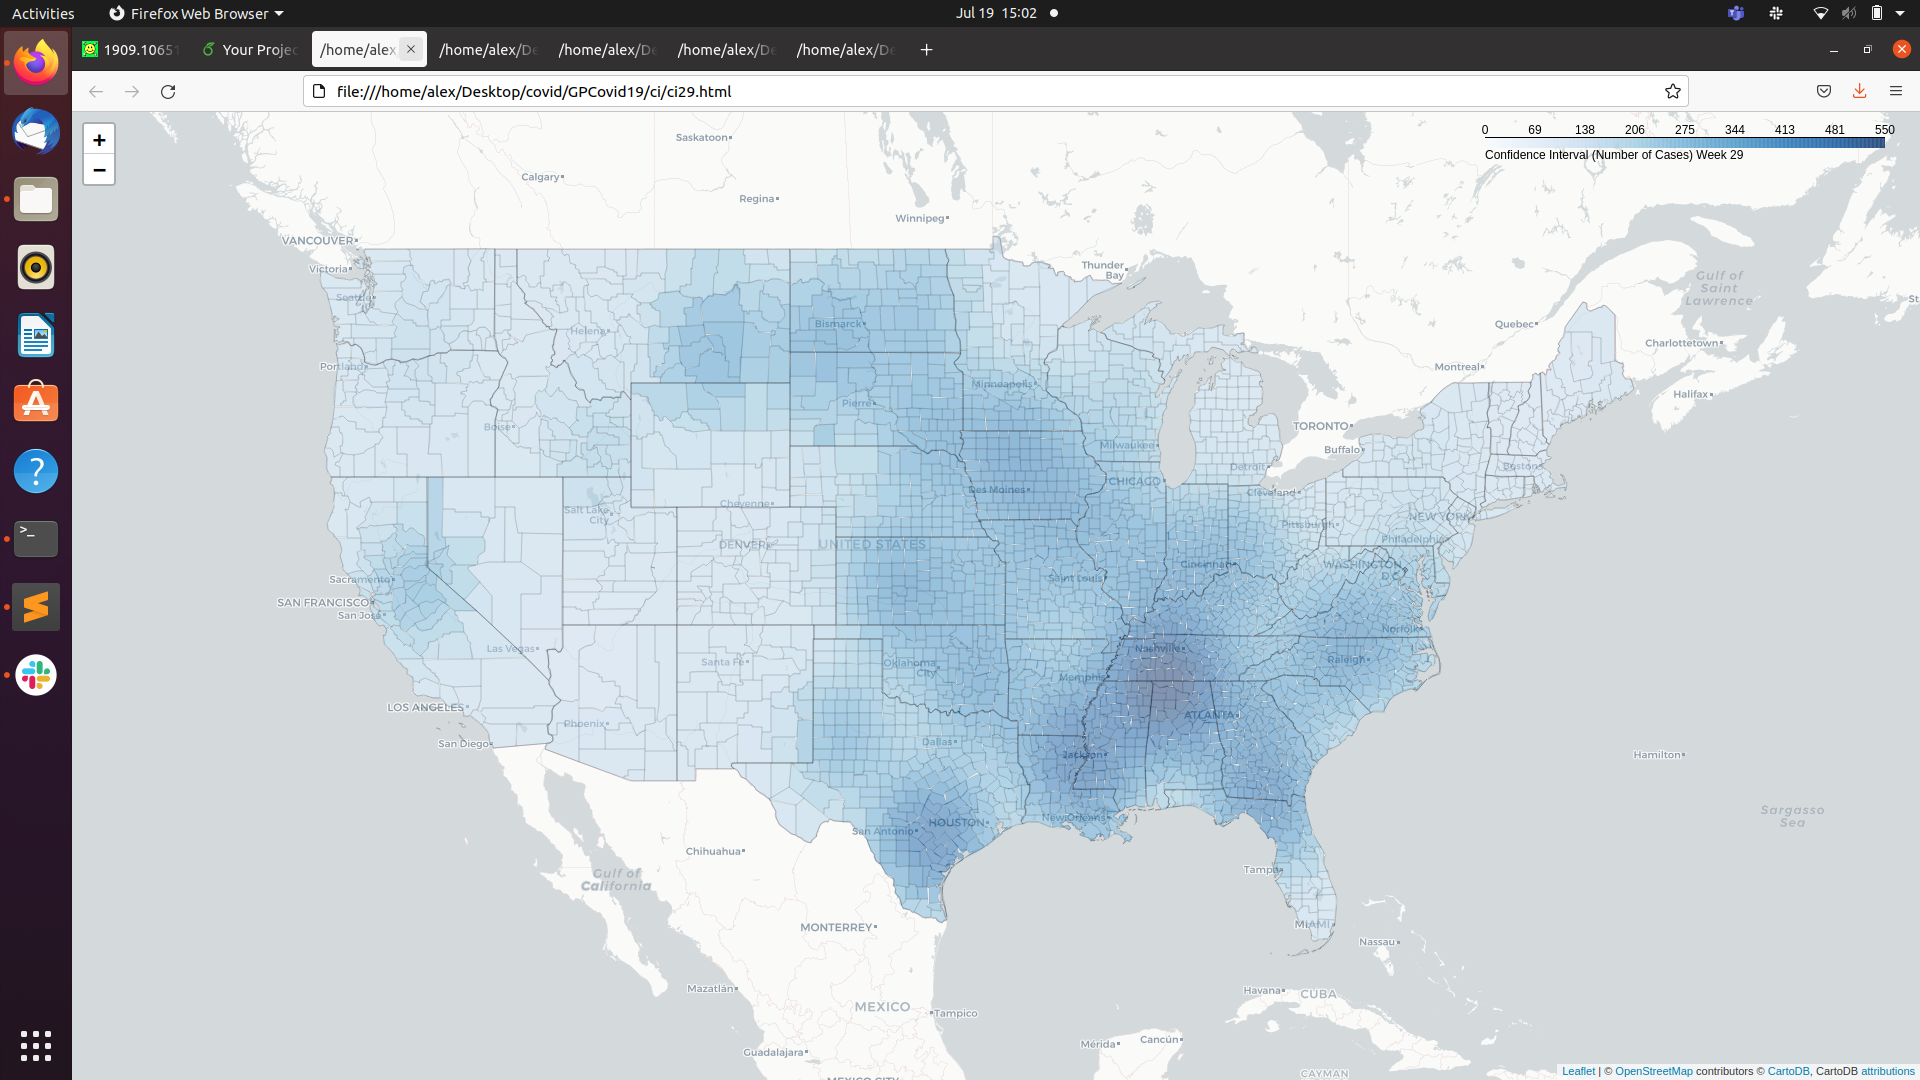 Activities
Firefox Web Browser
Jul 19 15:02
1909.10651
Your Projec
/home/alex
/home/alex/De
/home/alex/De
/home/alex/De
/home/alex/De
file:///home/alex/Desktop/covid/GPCovid19/ci/ci29.html
+
−
0 69 138 206 275 344 413 481 550
Confidence Interval (Number of Cases) Week 29
Saskatoon
Calgary
Regina
Winnipeg
VANCOUVER
Victoria
Thunder
Bay
Gulf of
Saint
Lawrence
St
Seattle
Helena
Bismarck
Quebec
Charlottetown
Portland
Montreal
Minneapolis
Halifax
Pierre
Boise
TORONTO
Milwaukee
Buffalo
Detroit
Boston
CHICAGO
Des Moines
Cleveland
Cheyenne
Salt Lake
City
NEW YORK
Pittsburgh
Philadelphia
DENVER
UNITED STATES
Cincinnati
WASHINGTON
D.C.
Saint Louis
Sacramento
SAN FRANCISCO
San Jose
Norfolk
Las Vegas
Nashville
Raleigh
Santa Fe
Oklahoma
City
Memphis
LOS ANGELES
Phoenix
ATLANTA
San Diego
Dallas
Jackson
Hamilton
Sargasso
Sea
New Orleans
HOUSTON
San Antonio
Chihuahua
Gulf of
California
Tampa
MIAMI
MONTERREY
Nassau
Mazatlán
Havana
CUBA
MEXICO
Tampico
Mérida
Cancún
Guadalajara
CAYMAN
MEXICO CITY
Leaflet | © OpenStreetMap contributors © CartoDB, CartoDB attributions